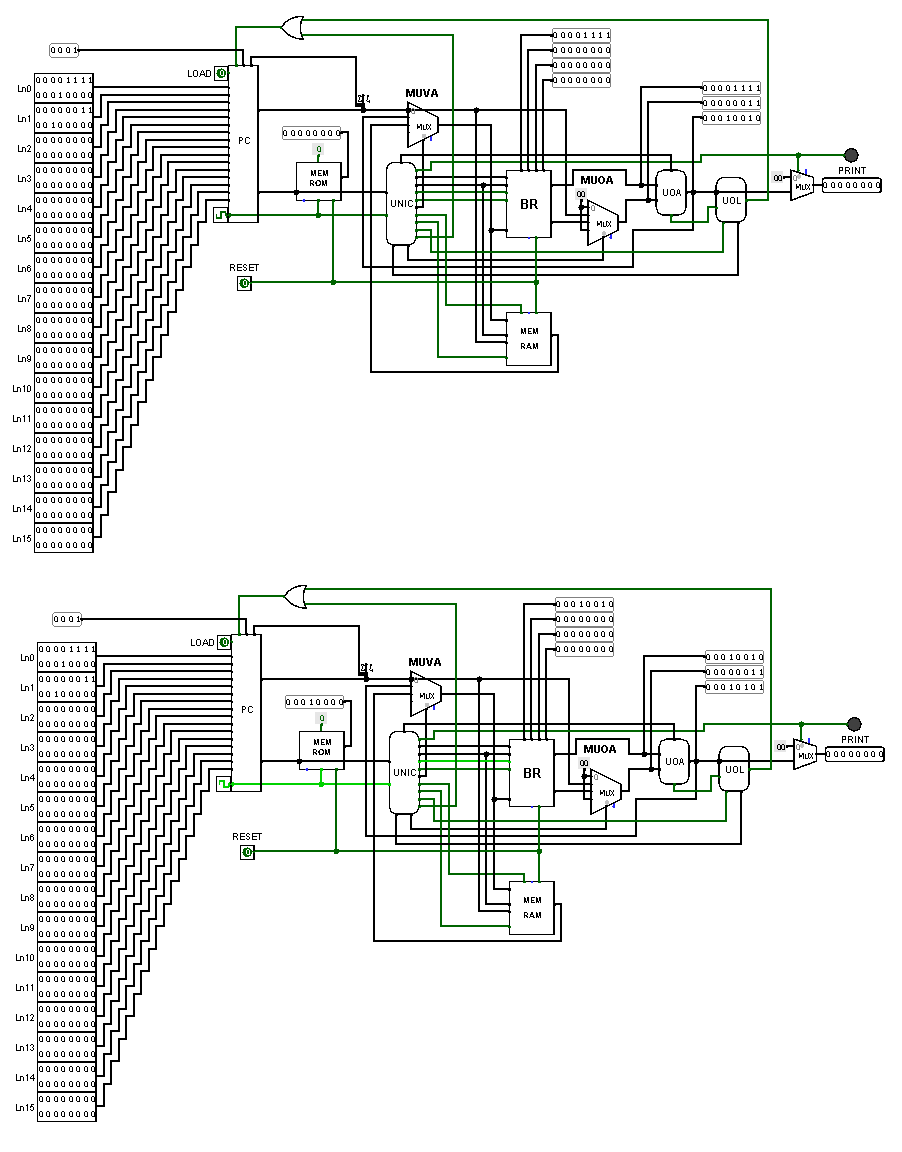 0001
00001111
00000000
00000000
00000000
LOAD
Ln0 00001111
00010000
Ln1 00000011
00100000
Ln2 00000000
00000000
Ln3 00000000
00000000
Ln4 00000000
00000000
Ln5 00000000
00000000
Ln6 00000000
00000000
Ln7 00000000
00000000
Ln8 00000000
00000000
Ln9 00000000
00000000
Ln10 00000000
00000000
Ln11 00000000
00000000
Ln12 00000000
00000000
Ln13 00000000
00000000
Ln14 00000000
00000000
Ln15 00000000
00000000
PC
MUVA
MUX
00000000
0
MEM
ROM
UNIC
BR
MUOA
00
MUX
00001111
00000011
00010010
UOA
UOL
00
MUX
PRINT
00000000
RESET
0
MEM
RAM
0001
00010010
00000000
00000000
00000000
LOAD
Ln0 00001111
00010000
Ln1 00000011
00100000
Ln2 00000000
00000000
Ln3 00000000
00000000
Ln4 00000000
00000000
Ln5 00000000
00000000
Ln6 00000000
00000000
Ln7 00000000
00000000
Ln8 00000000
00000000
Ln9 00000000
00000000
Ln10 00000000
00000000
Ln11 00000000
00000000
Ln12 00000000
00000000
Ln13 00000000
00000000
Ln14 00000000
00000000
Ln15 00000000
00000000
PC
MUVA
MUX
00010000
0
MEM
ROM
UNIC
BR
MUOA
00
MUX
00010010
00000011
00010101
UOA
UOL
00
MUX
PRINT
00000000
RESET
0
MEM
RAM